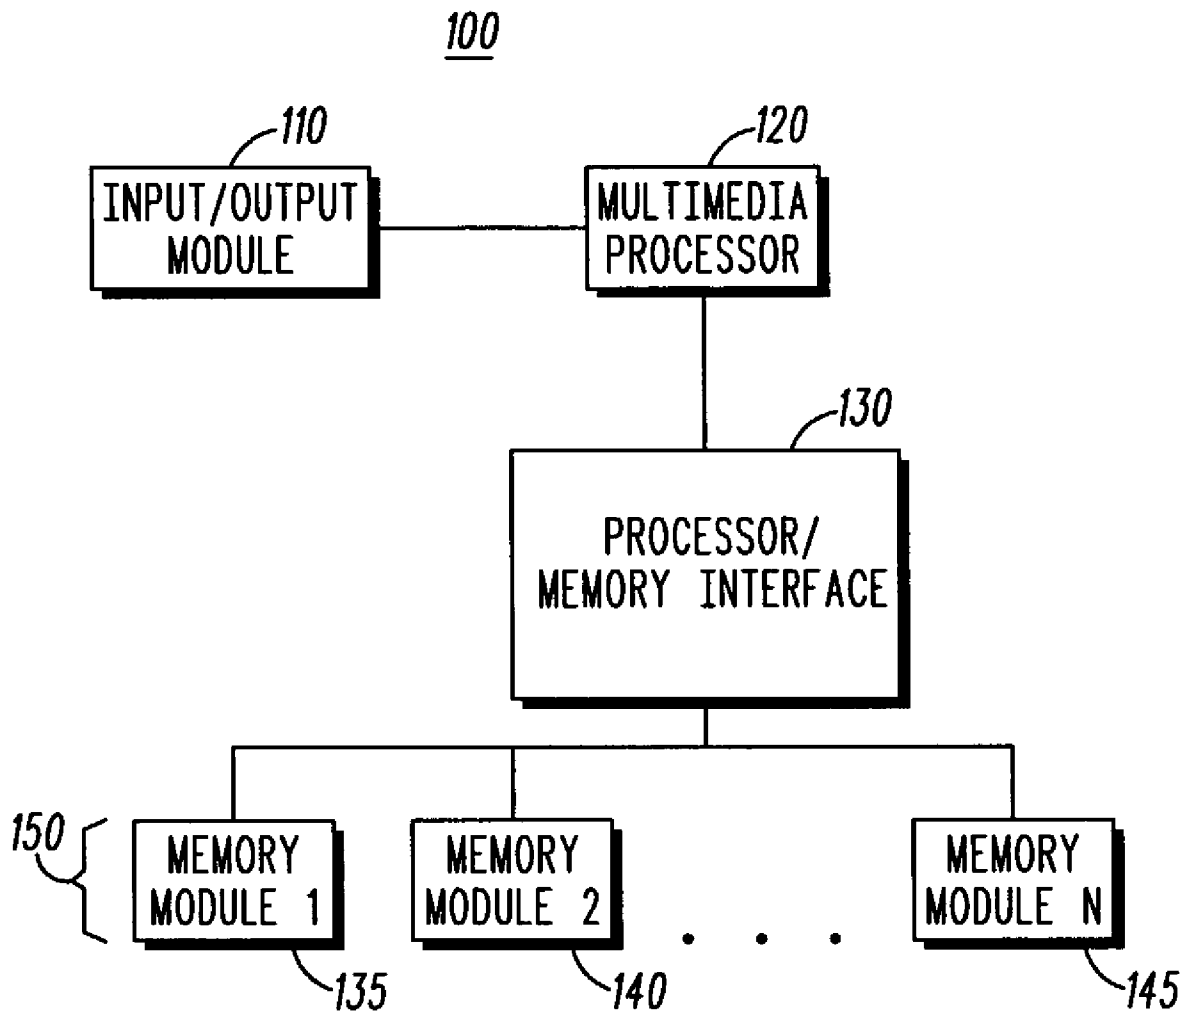 100
110
120
INPUT/OUTPUT
MODULE
MULTIMEDIA
PROCESSOR
130
PROCESSOR/
MEMORY INTERFACE
150
MEMORY
MODULE 1
MEMORY
MODULE 2
. . .
MEMORY
MODULE N
135
140
145